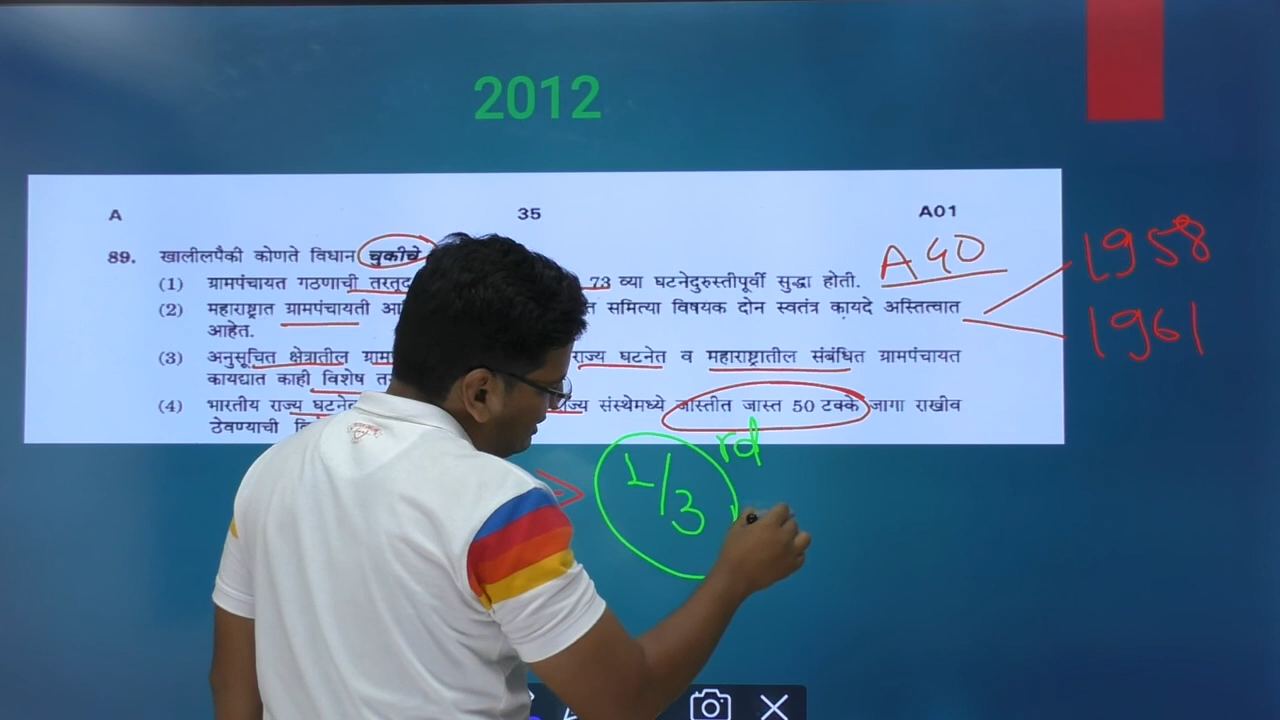 2012
A 35 A01
89. खालीलपैकी कोणते विधान चुकीचे
A40
1958
(1) ग्रामपंचायत गठणाची तरतूद 73 व्या घटनेदुरुस्तीपूर्वी सुद्धा होती.
(2) महाराष्ट्रात ग्रामपंचायती समित्या विषयक दोन स्वतंत्र कायदे अस्तित्वात
आहेत.
1961
(3) अनुसूचित क्षेत्रातील राज्य घटनेत व महाराष्ट्रातील संबंधित ग्रामपंचायत
कायद्यात काही विशेष
(4) भारतीय राज्य संस्थेमध्ये जास्तीत जास्त 50 टक्के जागा राखीव
ठेवण्याची
1/3 rd